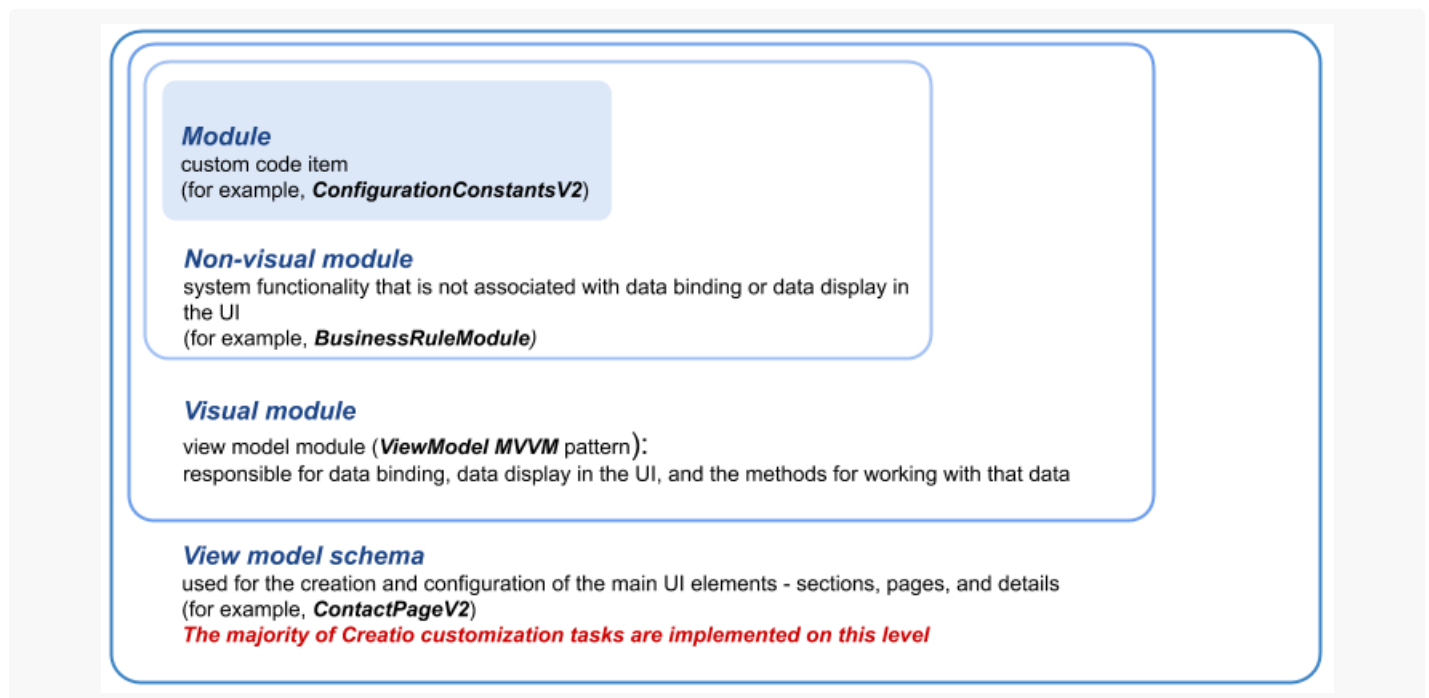 Module
custom code item
(for example, ConfigurationConstantsV2)
Non-visual module
system functionality that is not associated with data binding or data display in
the UI
(for example, BusinessRuleModule)
Visual module
view model module (ViewModel MVVM pattern):
responsible for data binding, data display in the UI, and the methods for working with that data
View model schema
used for the creation and configuration of the main UI elements - sections, pages, and details
(for example, ContactPageV2)
The majority of Creatio customization tasks are implemented on this level